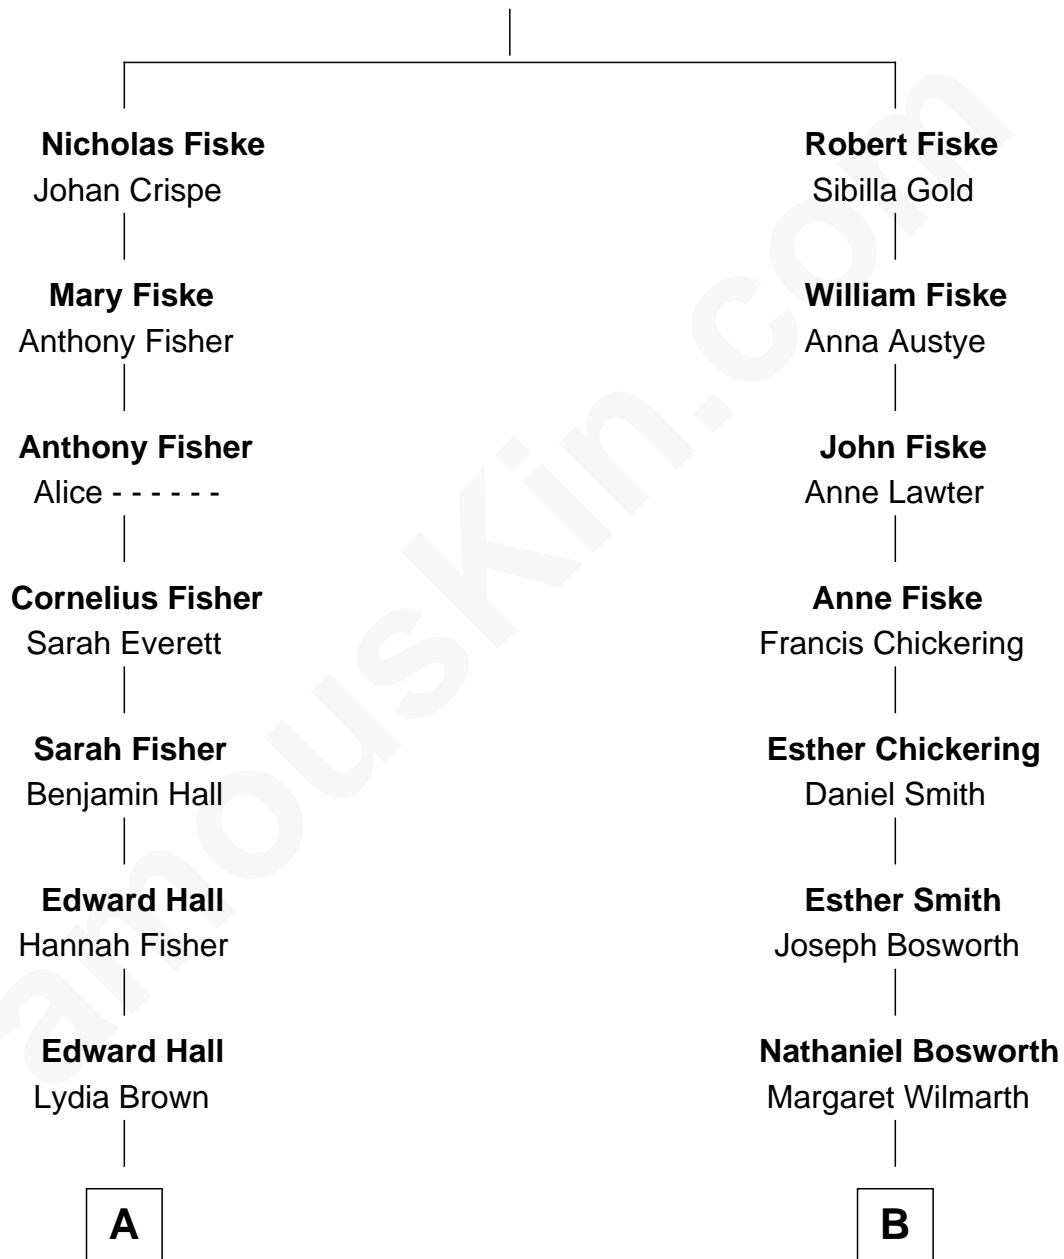 Nicholas Fiske
Johan Crispe
Mary Fiske
Anthony Fisher
Anthony Fisher
Alice - - - - - -
Cornelius Fisher
Sarah Everett
Sarah Fisher
Benjamin Hall
Edward Hall
Hannah Fisher
Edward Hall
Lydia Brown
A
Robert Fiske
Sibilla Gold
William Fiske
Anna Austye
John Fiske
Anne Lawter
Anne Fiske
Francis Chickering
Esther Chickering
Daniel Smith
Esther Smith
Joseph Bosworth
Nathaniel Bosworth
Margaret Wilmarth
B
amouskin.com